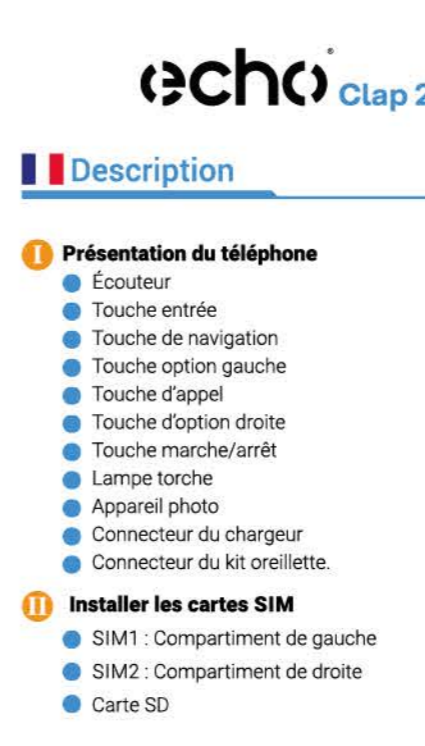 echo® Clap 2
Description
I Présentation du téléphone
Écouteur
Touche entrée
Touche de navigation
Touche option gauche
Touche d'appel
Touche d'option droite
Touche marche/arrêt
Lampe torche
Appareil photo
Connecteur du chargeur
Connecteur du kit oreillette.
II Installer les cartes SIM
SIM1 : Compartiment de gauche
SIM2 : Compartiment de droite
Carte SD